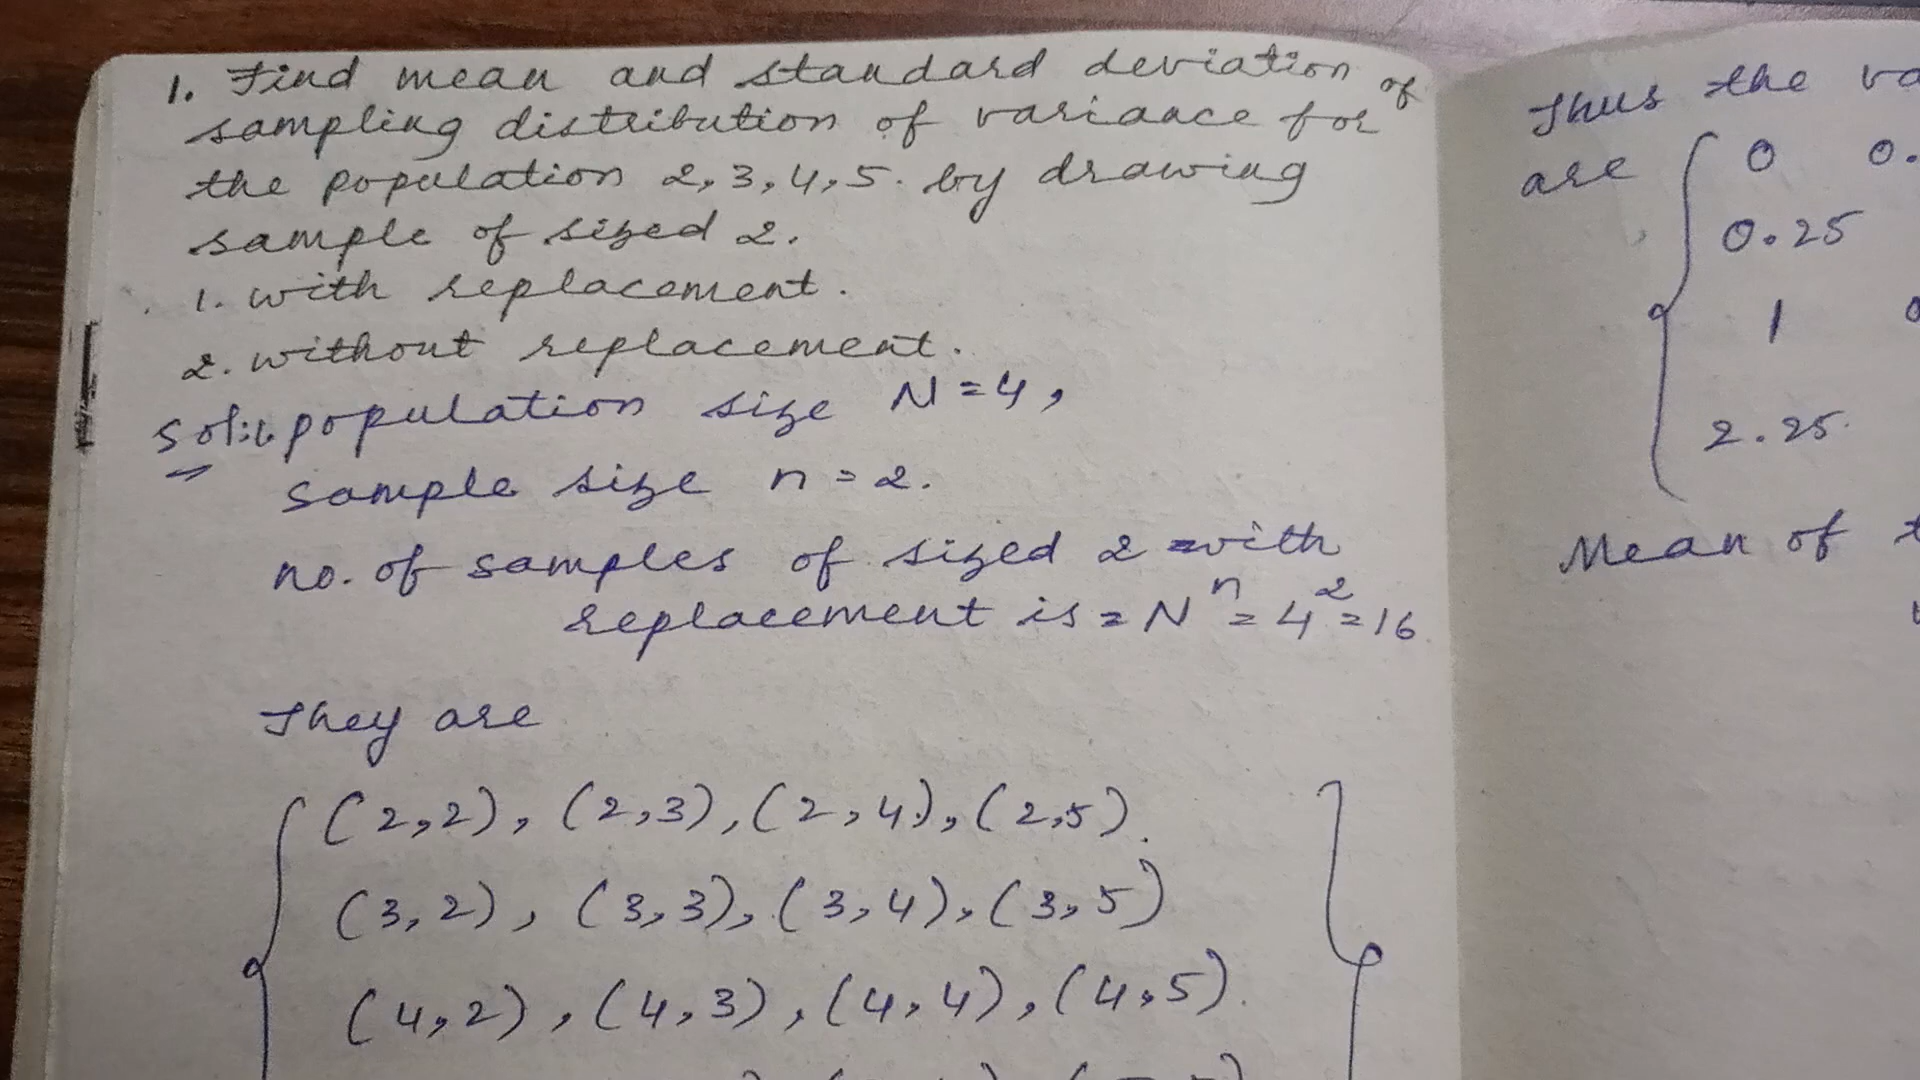 1. Find mean and standard deviation of
sampling distribution of variance for
the population 2, 3, 4, 5. by drawing
sample of sized 2.
1. with replacement.
2. without replacement.
population size N = 4,
sample size n = 2.
no. of samples of sized 2 with
replacement is = Nⁿ = 4² = 16
They are
(2,2), (2,3), (2,4), (2,5).
(3,2), (3,3), (3,4), (3,5)
(4,2), (4,3), (4,4), (4,5).
Thus the
are { 0 0.
0.25
1
2.25.
Mean of